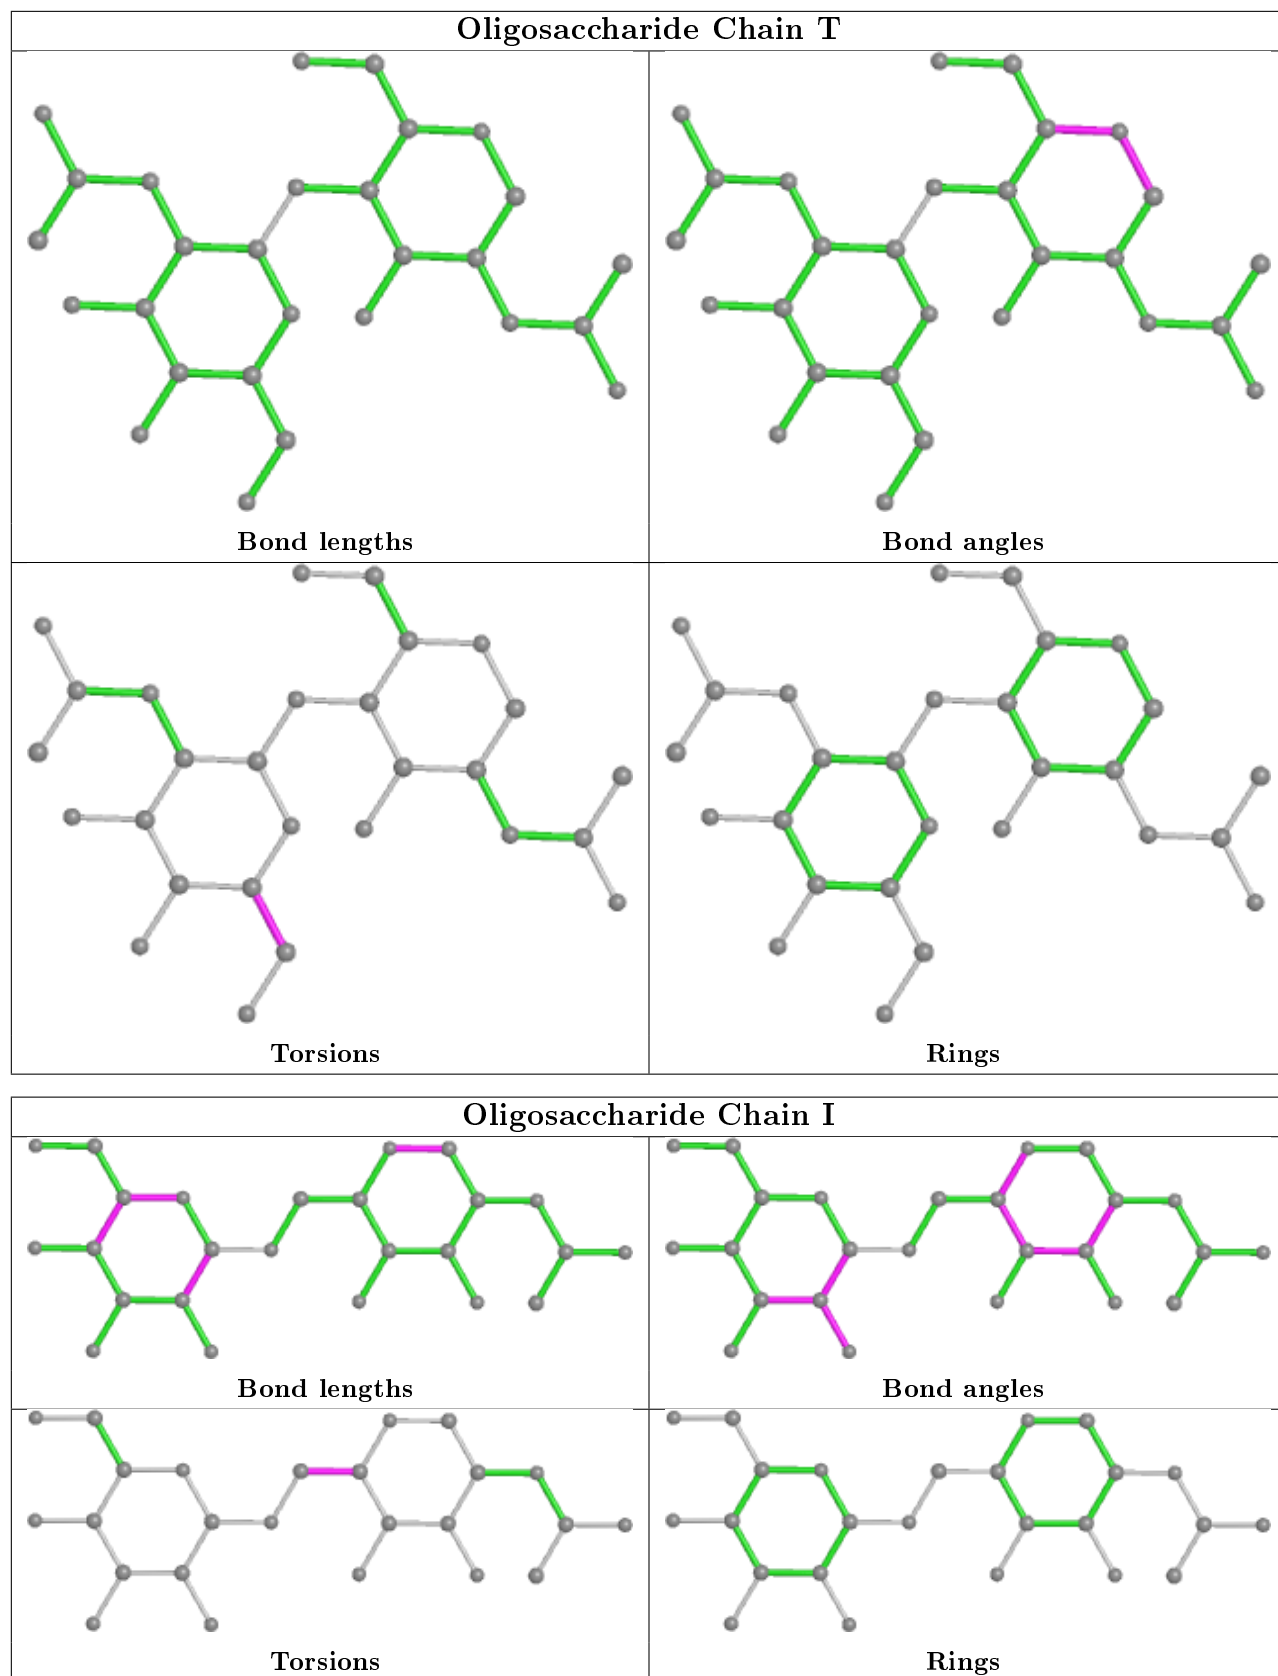 Oligosaccharide Chain T
Bond lengths
Bond angles
Torsions
Rings
Oligosaccharide Chain I
Bond lengths
Bond angles
Torsions
Rings